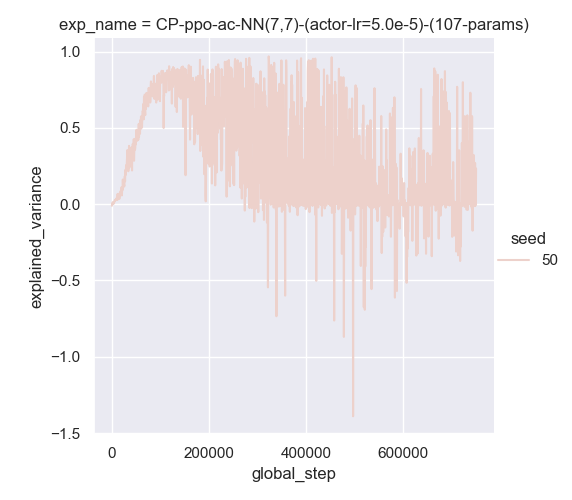 exp_name = CP-ppo-ac-NN(7,7)-(actor-lr=5.0e-5)-(107-params)
1.0
0.5
0.0
−0.5
−1.0
−1.5
explained_variance
0
200000
400000
600000
global_step
seed
50